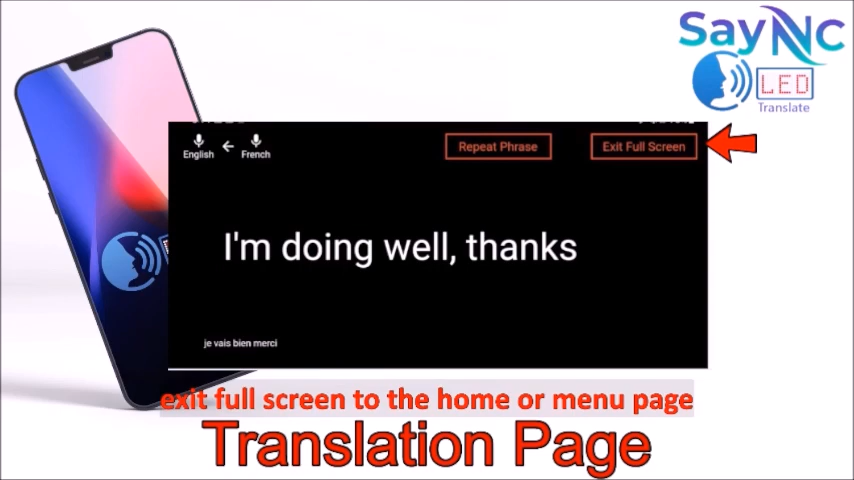 SayNc
LED
Translate
English ← French
Repeat Phrase
Exit Full Screen
I'm doing well, thanks
je vais bien merci
exit full screen to the home or menu page
Translation Page